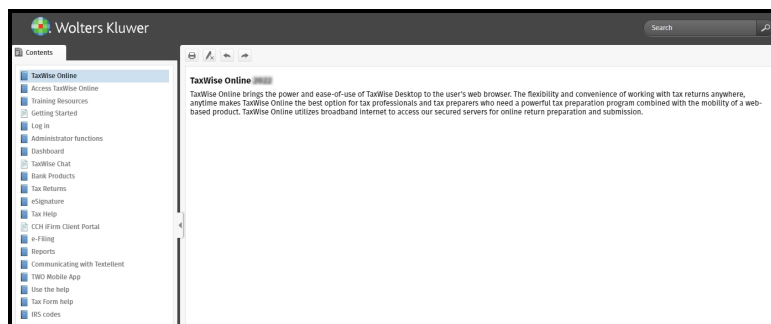 Wolters Kluwer
Search
Contents
TaxWise Online
Access TaxWise Online
Training Resources
Getting Started
Log in
Administrator functions
Dashboard
TaxWise Chat
Bank Products
Tax Returns
eSignature
Tax Help
CCH iFirm Client Portal
e-Filing
Reports
Communicating with Textellent
TWO Mobile App
Use the help
Tax Form help
IRS codes
TaxWise Online
TaxWise Online brings the power and ease-of-use of TaxWise Desktop to the user's web browser. The flexibility and convenience of working with tax returns anywhere,
anytime makes TaxWise Online the best option for tax professionals and tax preparers who need a powerful tax preparation program combined with the mobility of a web-
based product. TaxWise Online utilizes broadband internet to access our secured servers for online return preparation and submission.